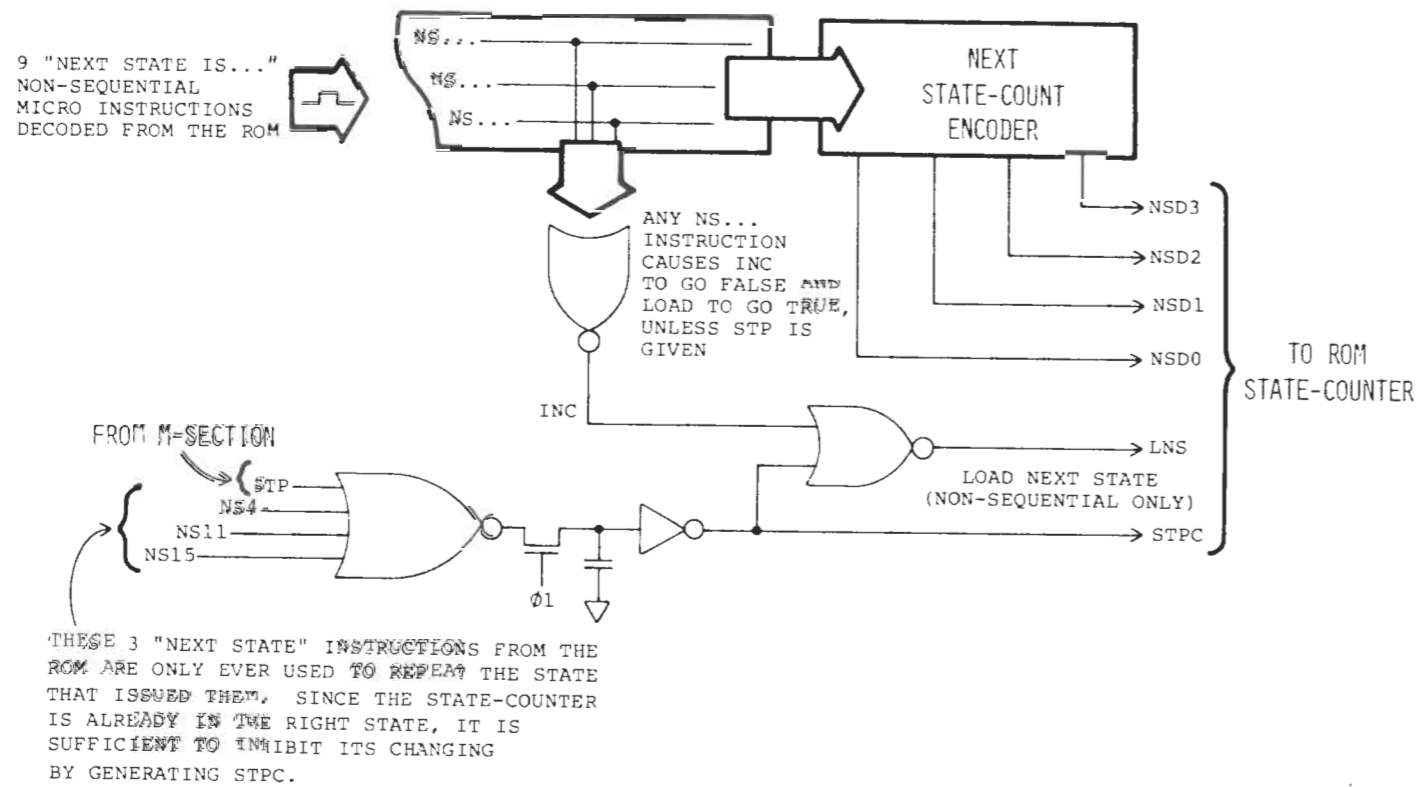 9 "NEXT STATE IS..."
NON-SEQUENTIAL
MICRO INSTRUCTIONS
DECODED FROM THE ROM
NS...
NS...
NS...
NEXT
STATE-COUNT
ENCODER
NSD3
NSD2
NSD1
NSD0
TO ROM
STATE-COUNTER
ANY NS...
INSTRUCTION
CAUSES INC
TO GO FALSE AND
LOAD TO GO TRUE,
UNLESS STP IS
GIVEN
INC
LNS
LOAD NEXT STATE
(NON-SEQUENTIAL ONLY)
STPC
FROM M-SECTION
STP
NS4
NS11
NS15
Ø1
THESE 3 "NEXT STATE" INSTRUCTIONS FROM THE
ROM ARE ONLY EVER USED TO REPEAT THE STATE
THAT ISSUED THEM. SINCE THE STATE-COUNTER
IS ALREADY IN THE RIGHT STATE, IT IS
SUFFICIENT TO INHIBIT ITS CHANGING
BY GENERATING STPC.